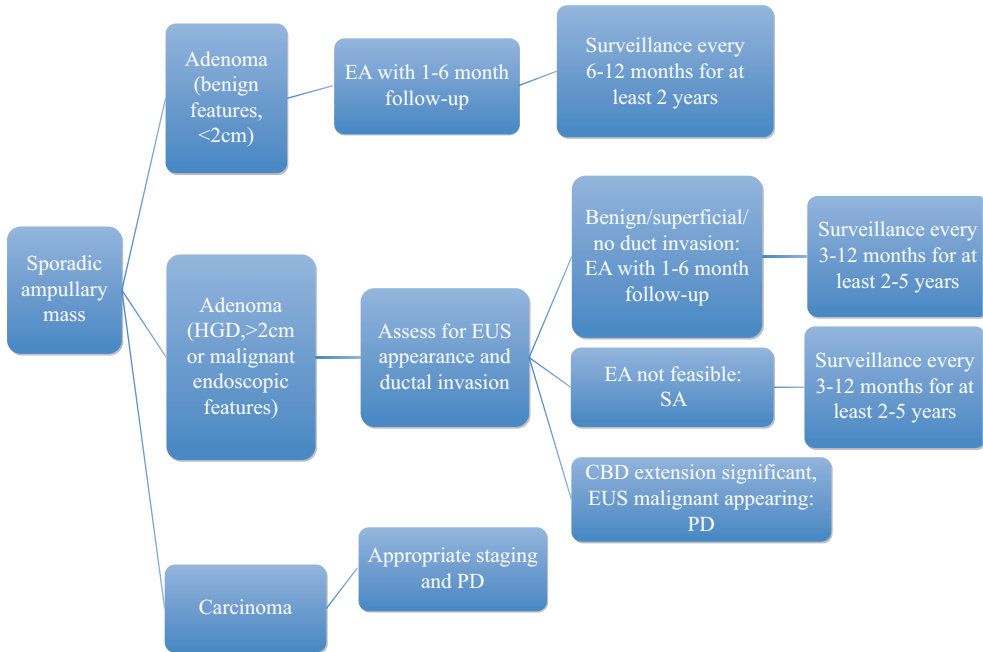 Sporadic
ampullary
mass
Adenoma
(benign
features,
<2cm)
EA with 1-6 month
follow-up
Surveillance every
6-12 months for at
least 2 years
Adenoma
(HGD,>2cm
or malignant
endoscopic
features)
Assess for EUS
appearance and
ductal invasion
Benign/superficial/
no duct invasion:
EA with 1-6 month
follow-up
Surveillance every
3-12 months for at
least 2-5 years
EA not feasible:
SA
Surveillance every
3-12 months for at
least 2-5 years
CBD extension significant,
EUS malignant appearing:
PD
Carcinoma
Appropriate staging
and PD